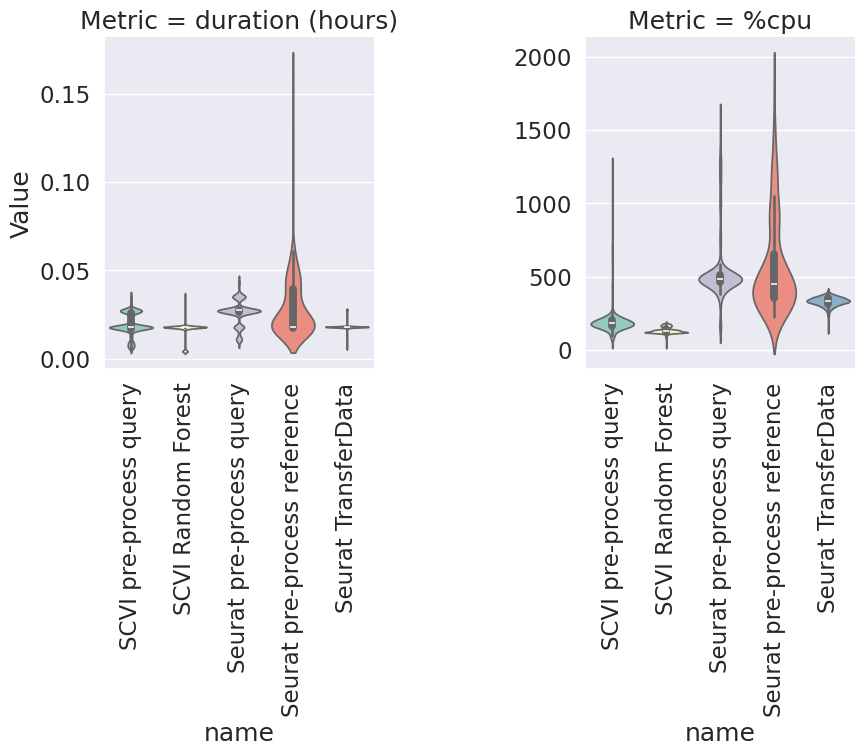 Metric = duration (hours)
Metric = %cpu
Value
0.15
0.10
0.05
0.00
2000
1500
1000
500
0
SCVI pre-process query
SCVI Random Forest
Seurat pre-process query
Seurat pre-process reference
Seurat TransferData
name
SCVI pre-process query
SCVI Random Forest
Seurat pre-process query
Seurat pre-process reference
Seurat TransferData
name